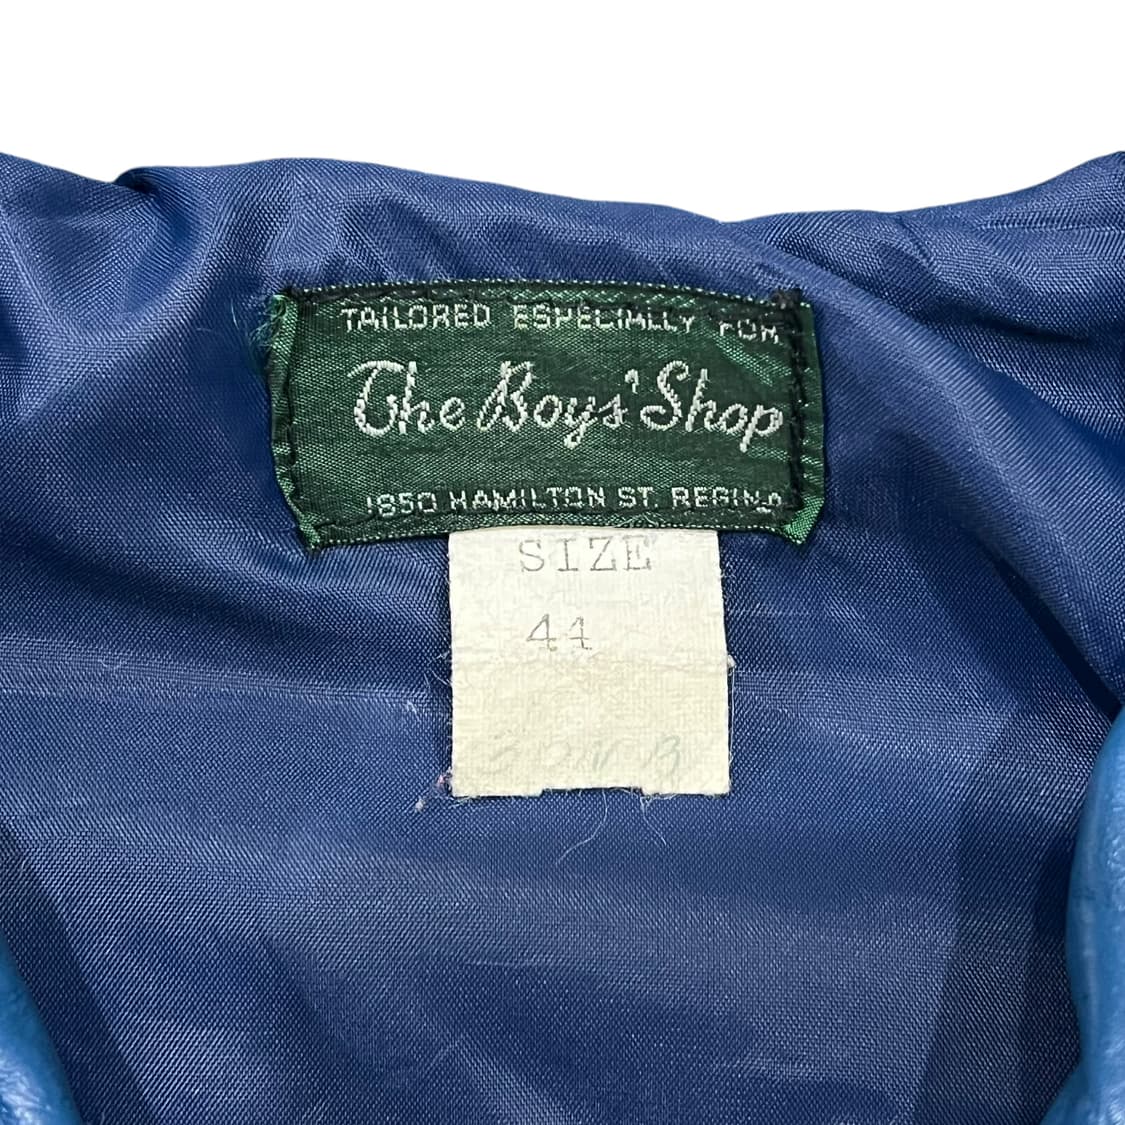 TAILORED ESPECIALLY FOR
The Boys' Shop
1850 HAMILTON ST. REGINA
SIZE
44